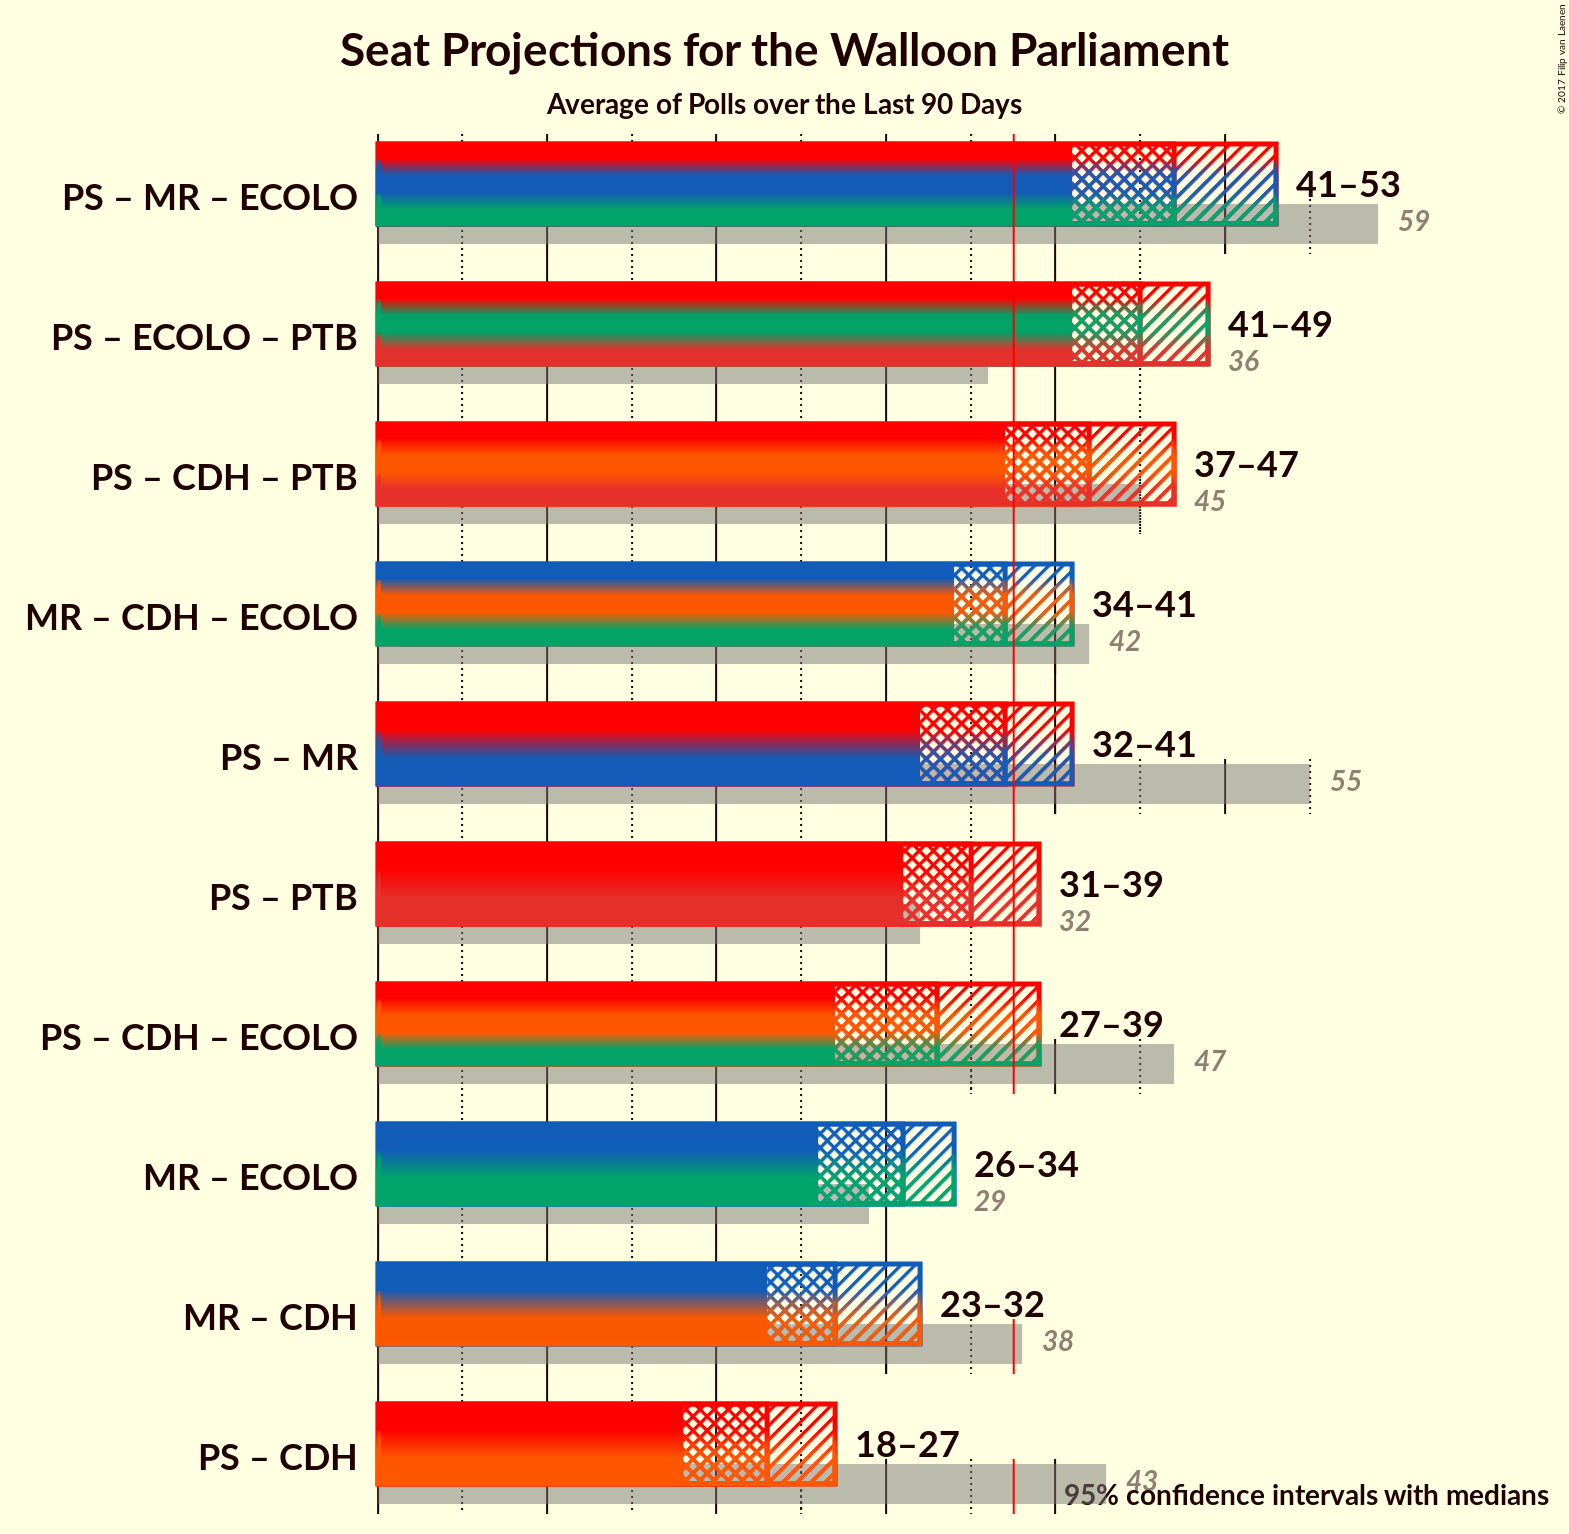 Seat Projections for the Walloon Parliament
Average of Polls over the Last 90 Days
© 2017 Filip van Laenen
PS – MR – ECOLO
41–53
59
PS – ECOLO – PTB
41–49
36
PS – CDH – PTB
37–47
45
MR – CDH – ECOLO
34–41
42
PS – MR
32–41
55
PS – PTB
31–39
32
PS – CDH – ECOLO
27–39
47
MR – ECOLO
26–34
29
MR – CDH
23–32
38
PS – CDH
18–27
43
95% confidence intervals with medians